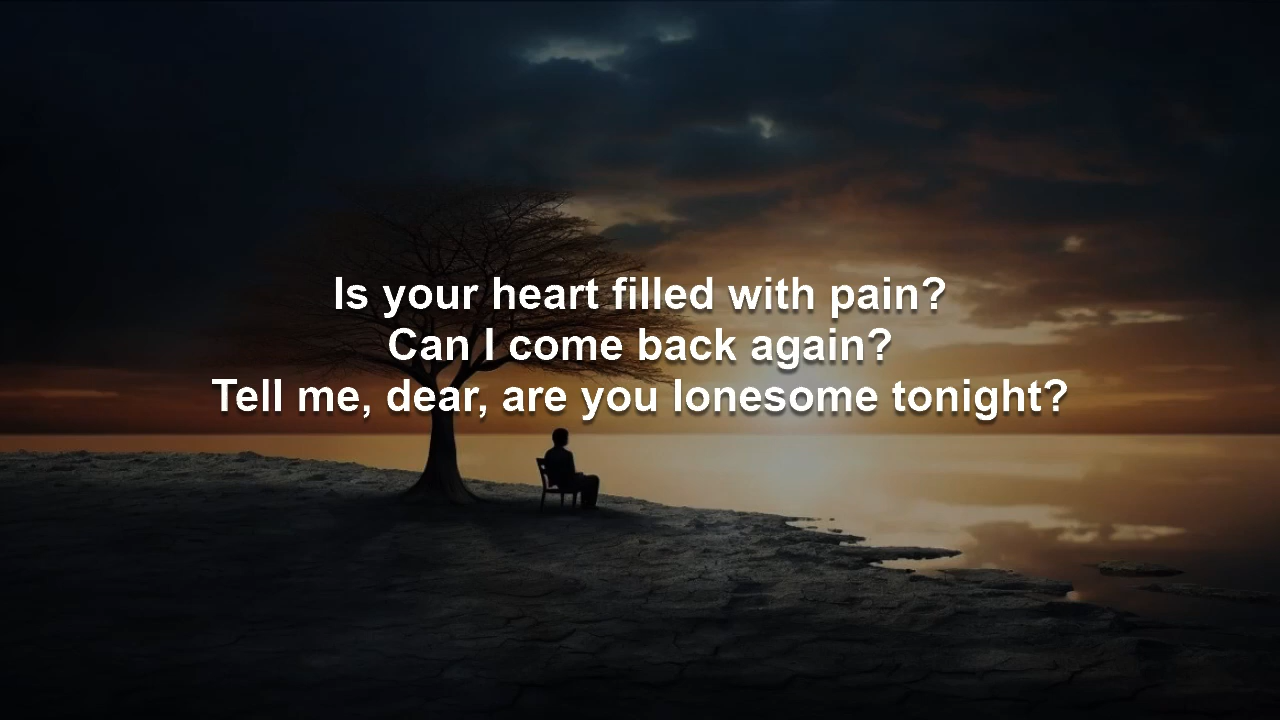 Is your heart filled with pain?
Can I come back again?
Tell me, dear, are you lonesome tonight?